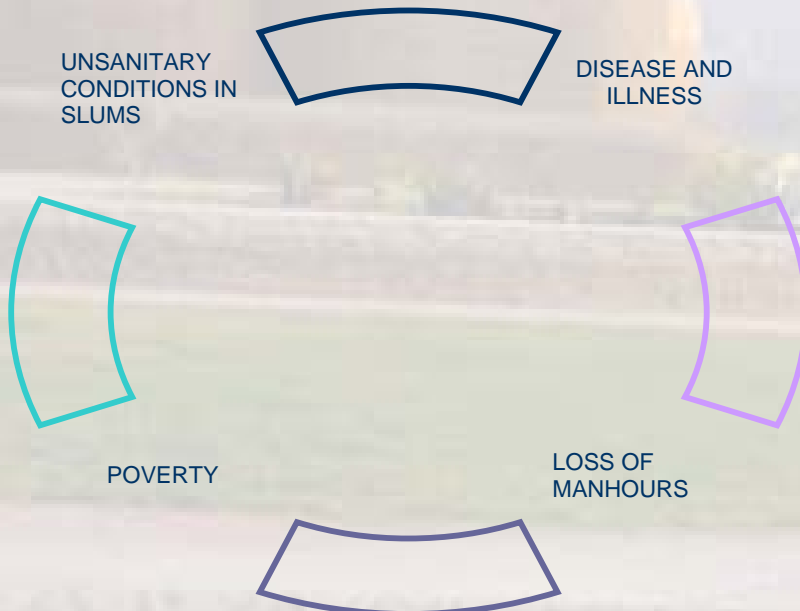 UNSANITARY
CONDITIONS IN
SLUMS
DISEASE AND
ILLNESS
POVERTY
LOSS OF
MANHOURS